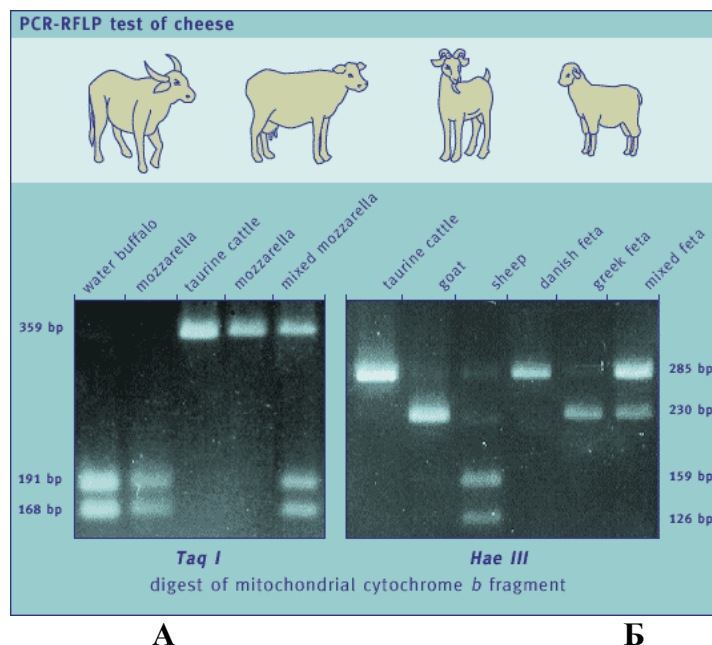 PCR-RFLP test of cheese
water buffalo
mozzarella
taurine cattle
mozzarella
mixed mozzarella
taurine cattle
goat
sheep
danish feta
greek feta
mixed feta
359 bp
191 bp
168 bp
285 bp
230 bp
159 bp
126 bp
Taq I Hae III
digest of mitochondrial cytochrome b fragment
А Б